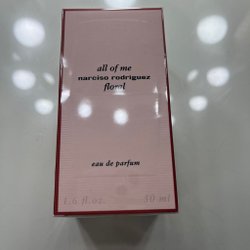 all of me
narciso rodriguez
floral
eau de parfum
1.6 fl.oz. 50 ml